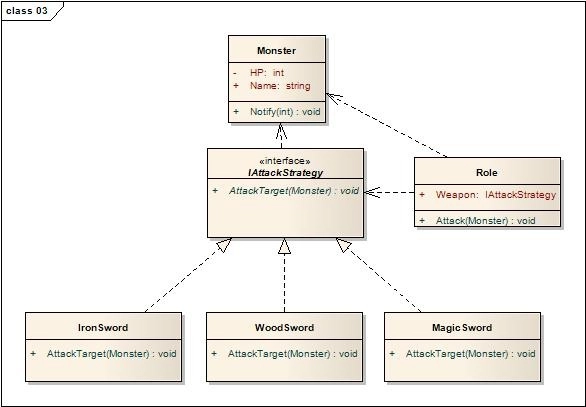 class 03
Monster
- HP: int
+ Name: string
+ Notify(int) : void
«interface»
IAttackStrategy
+ AttackTarget(Monster) : void
Role
+ Weapon: IAttackStrategy
+ Attack(Monster) : void
IronSword
+ AttackTarget(Monster) : void
WoodSword
+ AttackTarget(Monster) : void
MagicSword
+ AttackTarget(Monster) : void